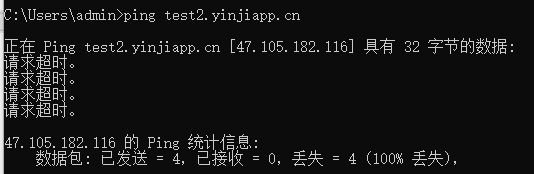 C:\Users\admin>ping test2.yinjiapp.cn
正在 Ping test2.yinjiapp.cn [47.105.182.116] 具有 32 字节的数据:
请求超时。
请求超时。
请求超时。
请求超时。
47.105.182.116 的 Ping 统计信息:
    数据包: 已发送 = 4，已接收 = 0，丢失 = 4 (100% 丢失)，